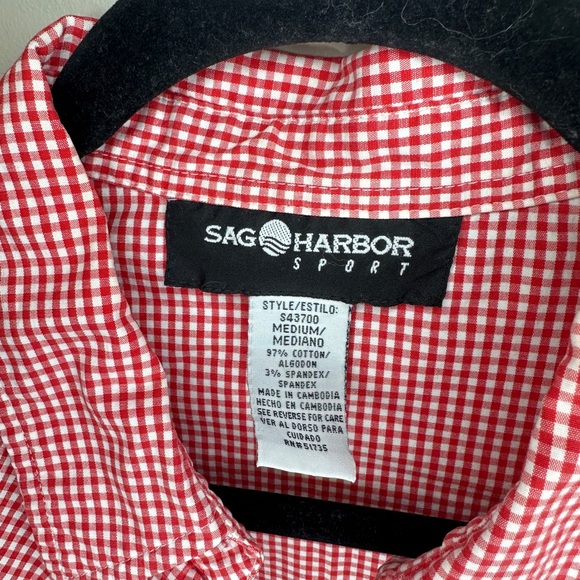 SAG HARBOR
SPORT
STYLE/ESTILO:
S43700
MEDIUM/
MEDIANO
97% COTTON/
ALGODON
3% SPANDEX/
SPANDEX
MADE IN CAMBODIA
HECHO EN CAMBODIA
SEE REVERSE FOR CARE
VER AL DORSO PARA
CUIDADO
RN#51735